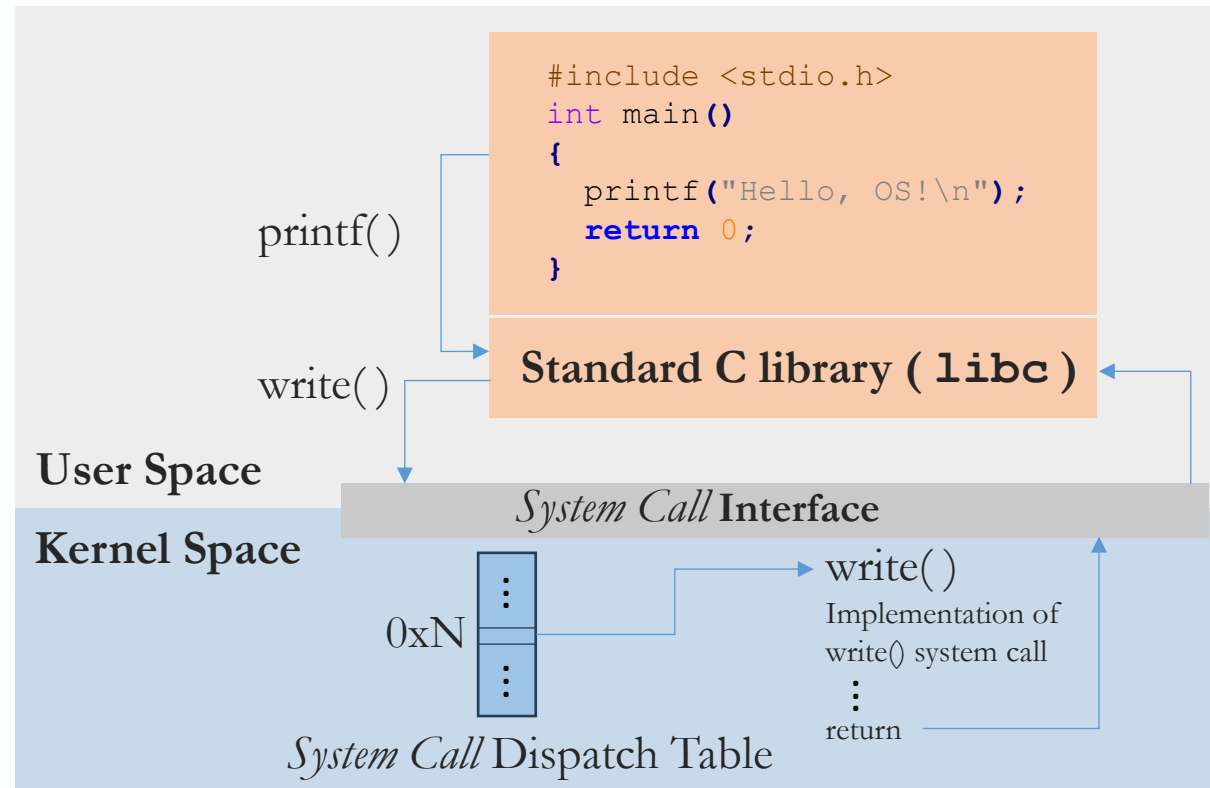 #include <stdio.h>
int main()
{
printf("Hello, OS!\n");
return 0;
}
printf( )
Standard C library ( libc )
write( )
User Space
System Call Interface
Kernel Space
write( )
Implementation of
write() system call
0xN
return
System Call Dispatch Table